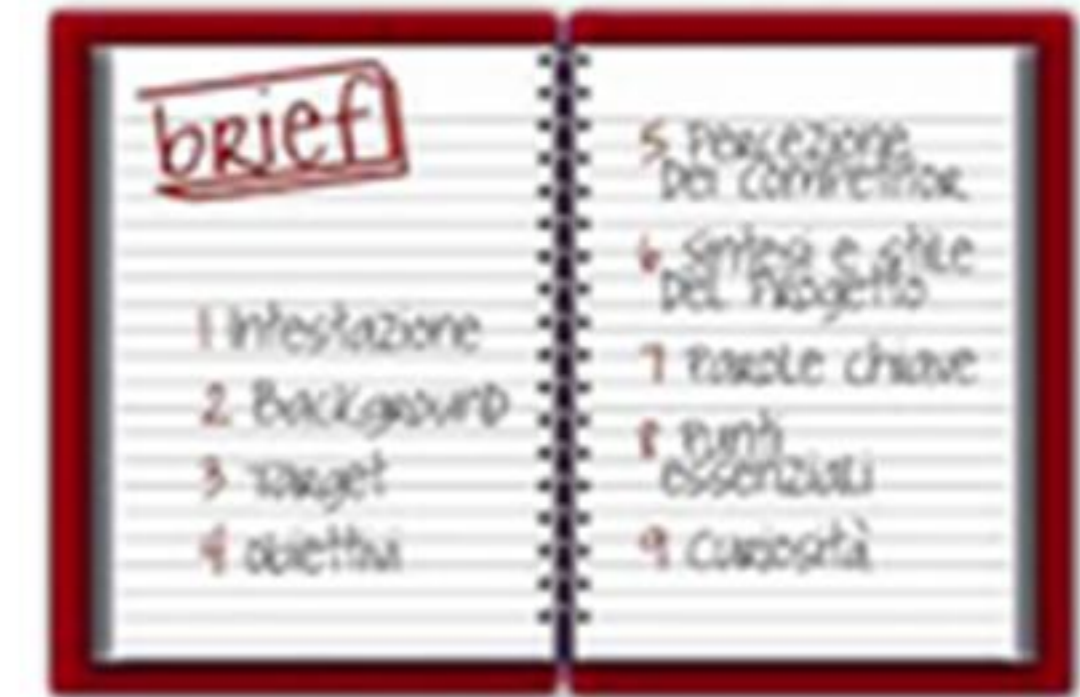 brief
1 Intestazione
2 Background
3 Target
4 obiettivi
5 Percezione
Dei competitor
6 Sintesi e stile
Del Progetto
7 Parole chiave
8 Punti
essenziali
9 Curiosità